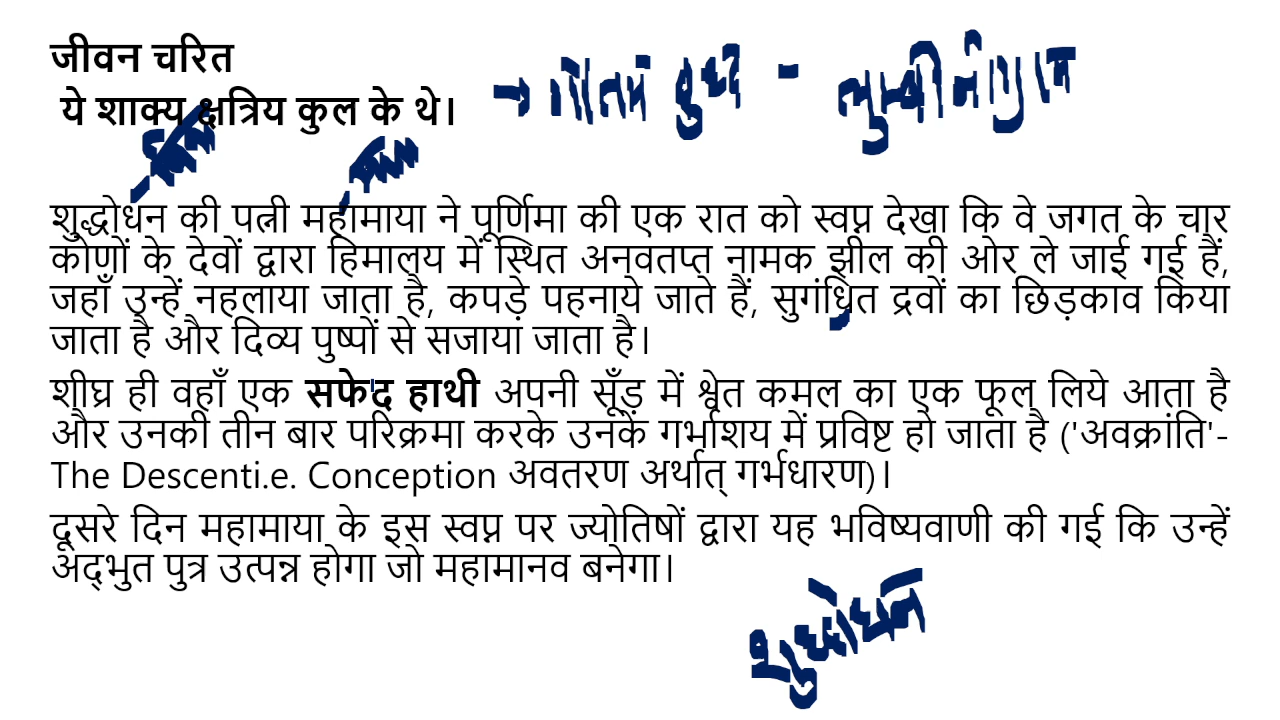 जीवन चरित
ये शाक्य क्षत्रिय कुल के थे।
→ गौतम बुध्द - लुम्बीनी
शुद्धोधन की पत्नी महामाया ने पूर्णिमा की एक रात को स्वप्न देखा कि वे जगत के चार
कोणों के देवों द्वारा हिमालय में स्थित अनवतप्त नामक झील की ओर ले जाई गई हैं,
जहाँ उन्हें नहलाया जाता है, कपड़े पहनाये जाते हैं, सुगंध्रित द्रवों का छिड़काव किया
जाता है और दिव्य पुष्पों से सजाया जाता है।
शीघ्र ही वहाँ एक सफेद हाथी अपनी सूँड़ में श्वेत कमल का एक फूल लिये आता है
और उनकी तीन बार परिक्रमा करके उनके गर्भाशय में प्रविष्ट हो जाता है ('अवक्रांति'-
The Descenti.e. Conception अवतरण अर्थात् गर्भधारण)।
दूसरे दिन महामाया के इस स्वप्न पर ज्योतिषों द्वारा यह भविष्यवाणी की गई कि उन्हें
अद्भुत पुत्र उत्पन्न होगा जो महामानव बनेगा।
शुध्दोधन